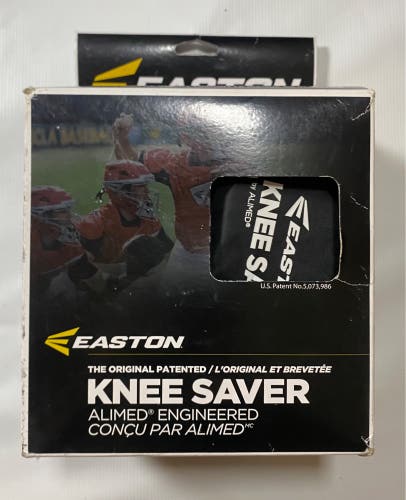 EASTON
EASTON
KNEE SA
BY ALIMED®
U.S. Patent No.5,073,986
EASTON
THE ORIGINAL PATENTED / L'ORIGINAL ET BREVETÉE
KNEE SAVER
ALIMED® ENGINEERED
CONÇU PAR ALIMED MC